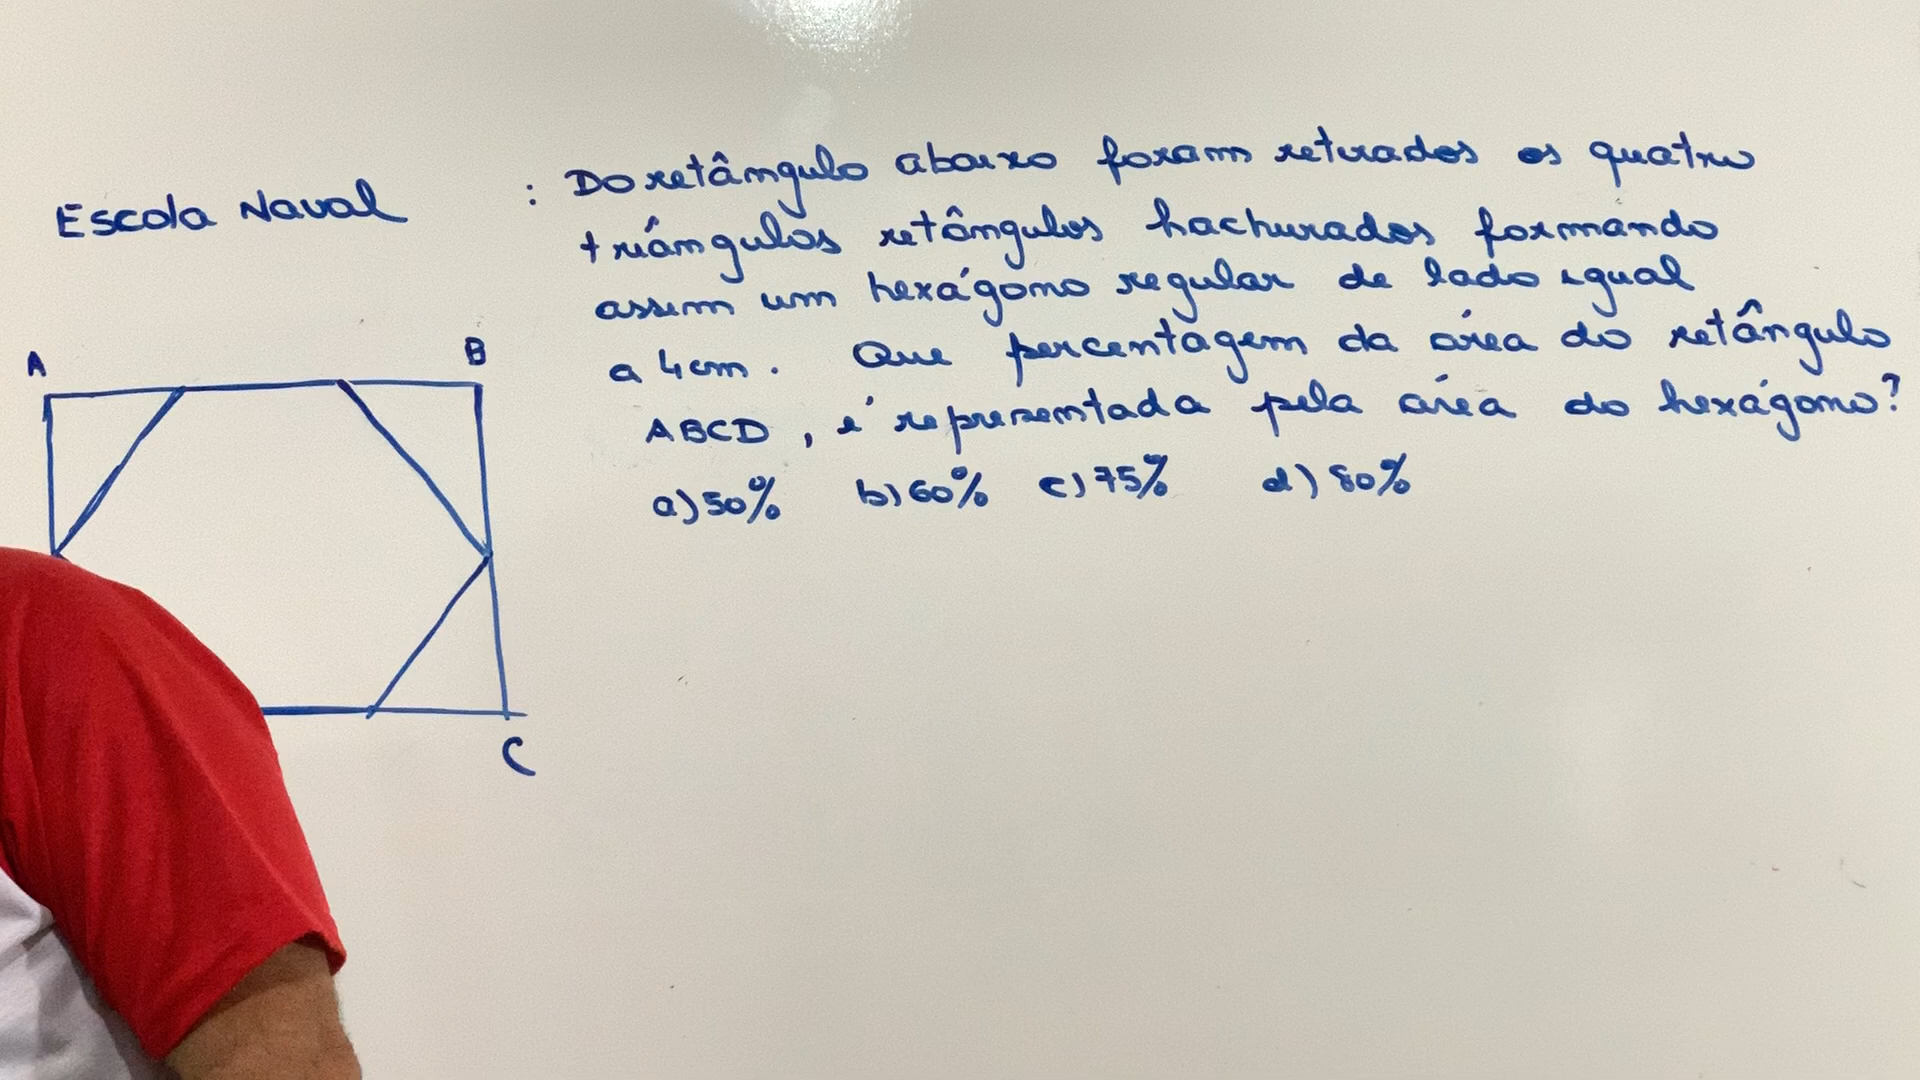 Escola Naval : Do retângulo abaixo foram retirados os quatro
triângulos retângulos hachurados formando
assim um hexágono regular de lado igual
a 4cm. Que percentagem da área do retângulo
ABCD, é representada pela área do hexágono?
a) 50% b) 60% c) 75% d) 80%
A B
C